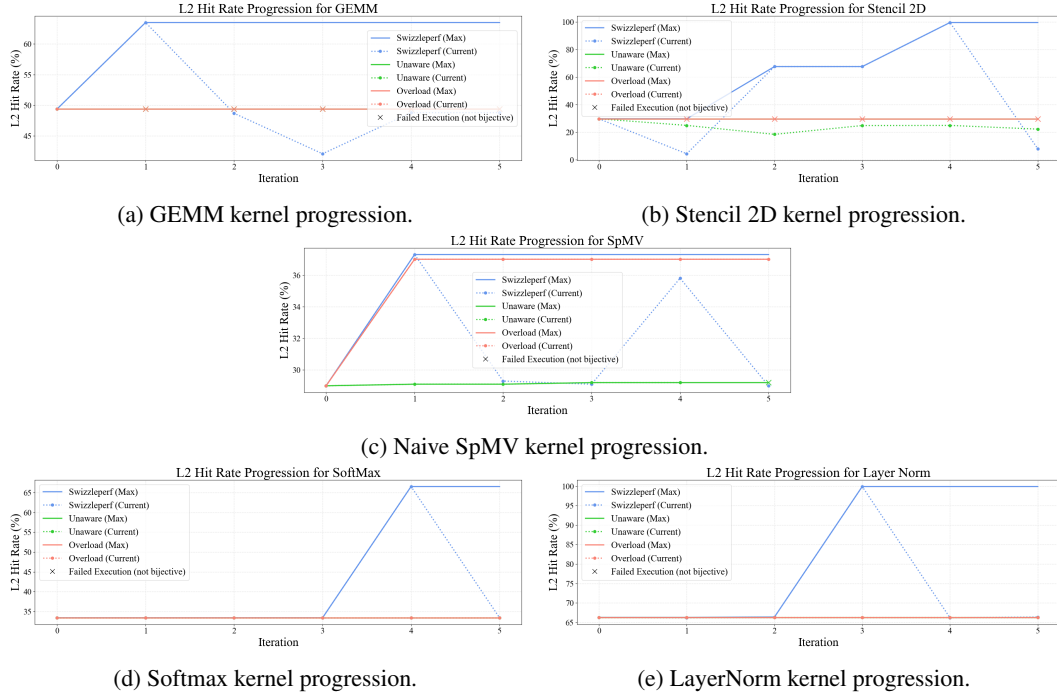 L2 Hit Rate Progression for GEMM
L2 Hit Rate (%)
60
55
50
45
Swizzleperf (Max)
Swizzleperf (Current)
Unaware (Max)
Unaware (Current)
Overload (Max)
Overload (Current)
Failed Execution (not bijective)
0 1 2 3 4 5
Iteration
(a) GEMM kernel progression.
L2 Hit Rate Progression for Stencil 2D
L2 Hit Rate (%)
100
80
60
40
20
0
Swizzleperf (Max)
Swizzleperf (Current)
Unaware (Max)
Unaware (Current)
Overload (Max)
Overload (Current)
Failed Execution (not bijective)
0 1 2 3 4 5
Iteration
(b) Stencil 2D kernel progression.
L2 Hit Rate Progression for SpMV
L2 Hit Rate (%)
36
34
32
30
Swizzleperf (Max)
Swizzleperf (Current)
Unaware (Max)
Unaware (Current)
Overload (Max)
Overload (Current)
Failed Execution (not bijective)
0 1 2 3 4 5
Iteration
(c) Naive SpMV kernel progression.
L2 Hit Rate Progression for SoftMax
L2 Hit Rate (%)
65
60
55
50
45
40
35
Swizzleperf (Max)
Swizzleperf (Current)
Unaware (Max)
Unaware (Current)
Overload (Max)
Overload (Current)
Failed Execution (not bijective)
0 1 2 3 4 5
Iteration
(d) Softmax kernel progression.
L2 Hit Rate Progression for Layer Norm
L2 Hit Rate (%)
100
95
90
85
80
75
70
65
Swizzleperf (Max)
Swizzleperf (Current)
Unaware (Max)
Unaware (Current)
Overload (Max)
Overload (Current)
Failed Execution (not bijective)
0 1 2 3 4 5
Iteration
(e) LayerNorm kernel progression.